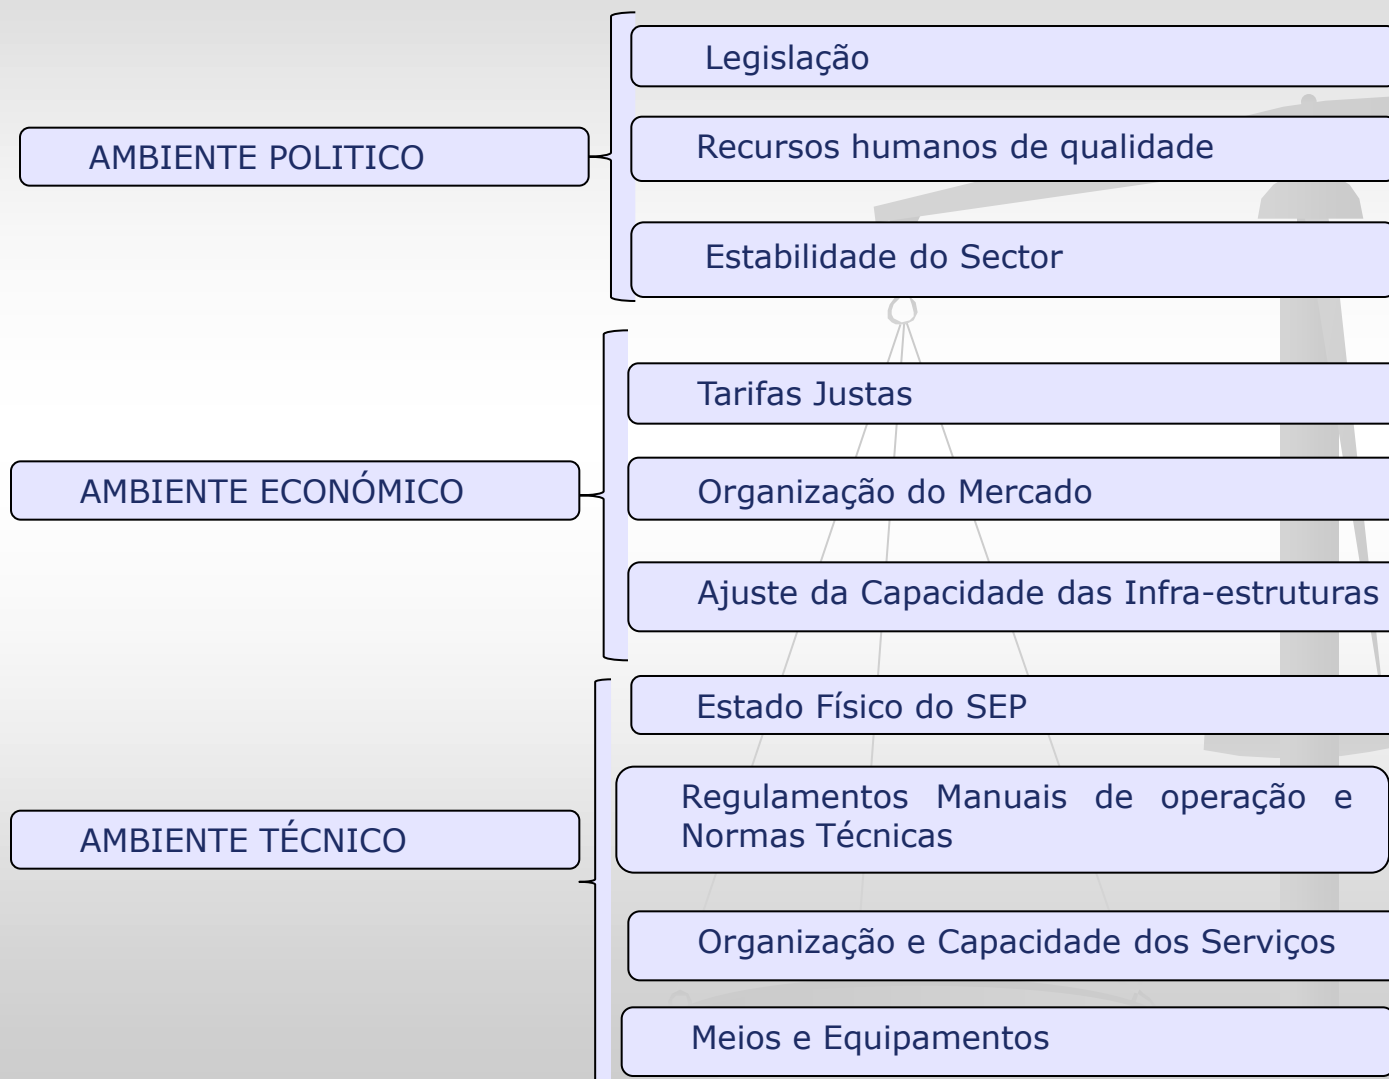 AMBIENTE POLITICO
Legislação
Recursos humanos de qualidade
Estabilidade do Sector
AMBIENTE ECONÓMICO
Tarifas Justas
Organização do Mercado
Ajuste da Capacidade das Infra-estruturas
AMBIENTE TÉCNICO
Estado Físico do SEP
Regulamentos Manuais de operação e
Normas Técnicas
Organização e Capacidade dos Serviços
Meios e Equipamentos